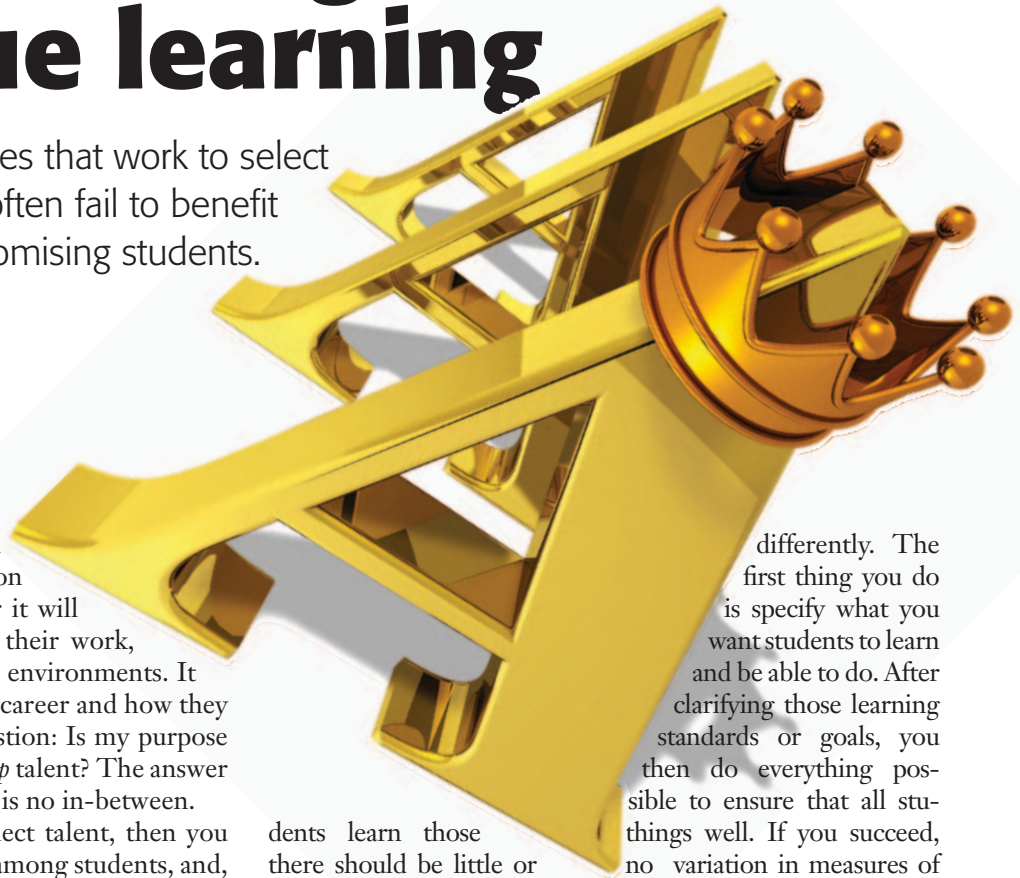 ue learning
es that work to select
often fail to benefit
omising students.
on
it will
their work,
environments. It
career and how they
stion: Is my purpose
p talent? The answer
is no in-between.
lect talent, then you
among students, and,
differently. The
first thing you do
is specify what you
want students to learn
and be able to do. After
clarifying those learning
standards or goals, you
then do everything pos-
sible to ensure that all stu-
dents learn those things well. If you succeed,
there should be little or no variation in measures of